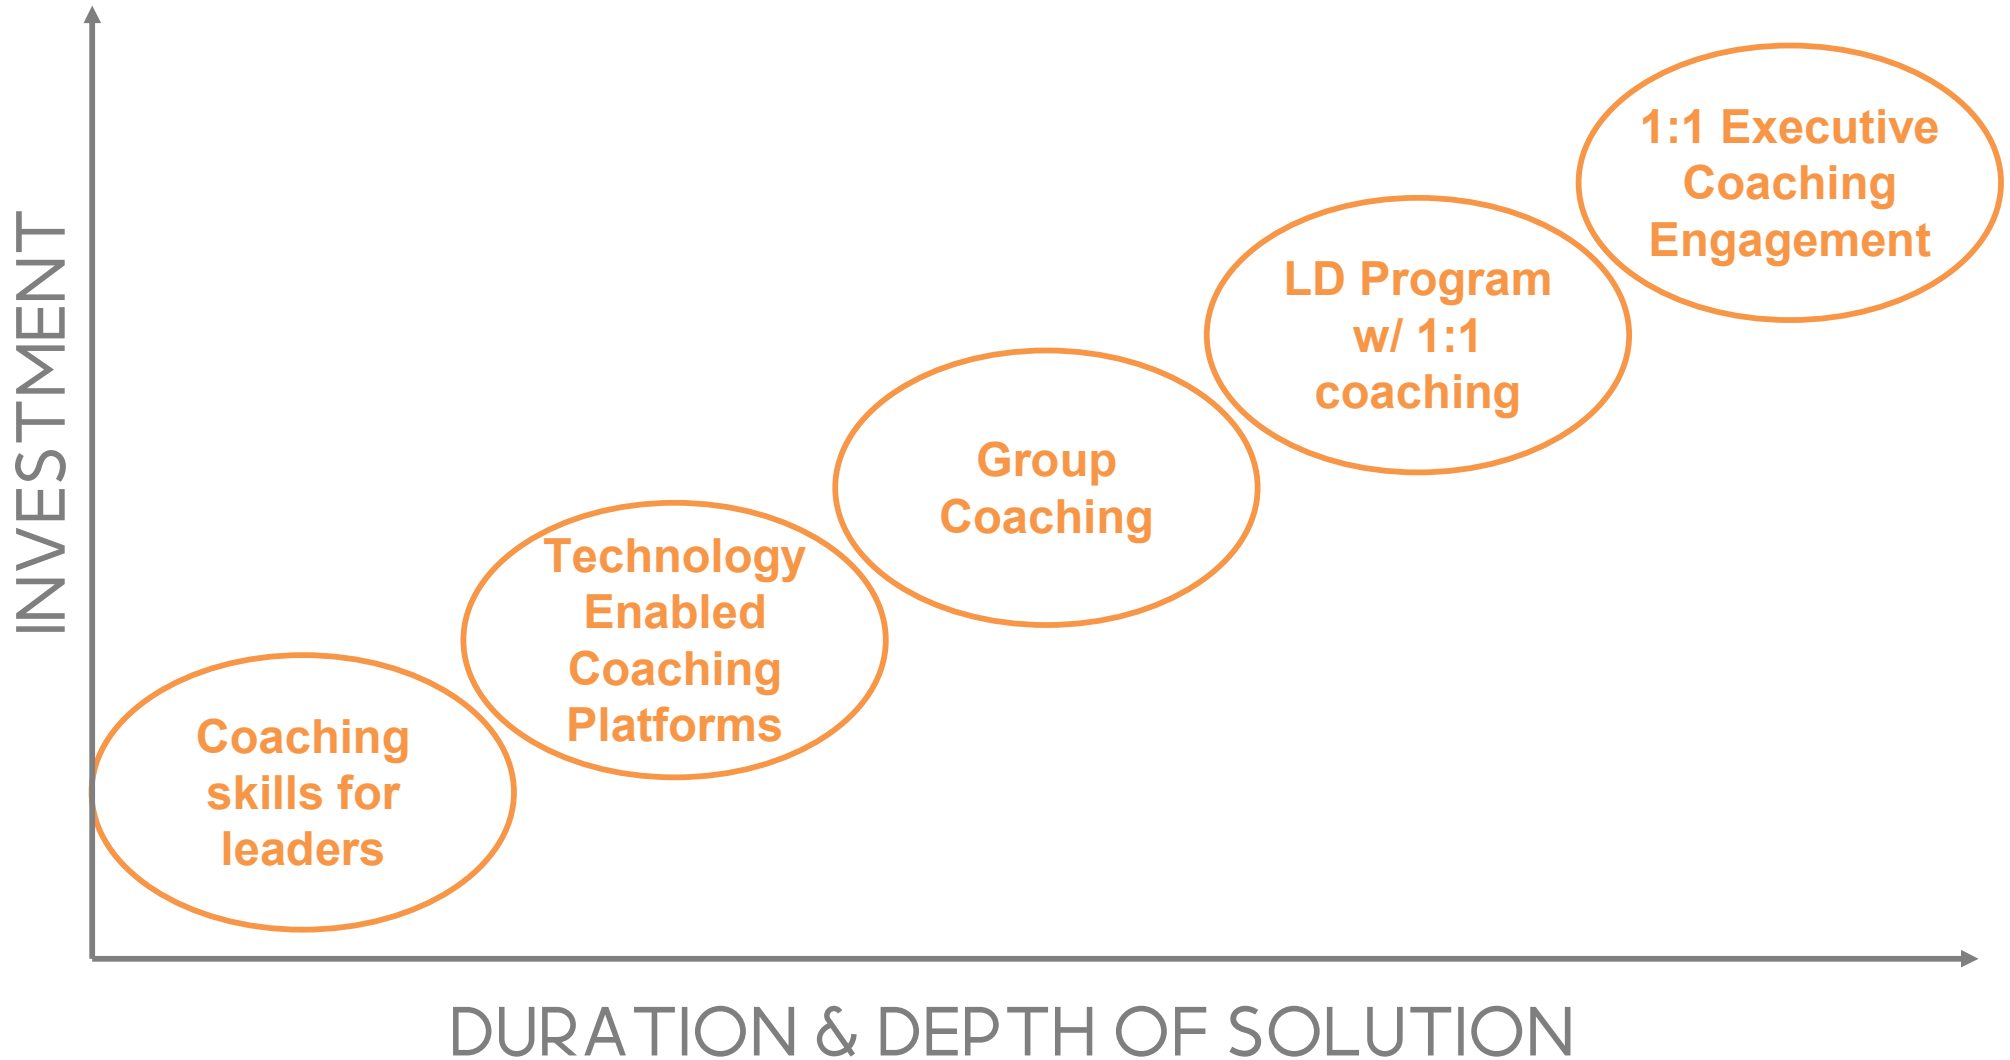 INVESTMENT
1:1 Executive
Coaching
Engagement
LD Program
w/ 1:1
coaching
Group
Coaching
Technology
Enabled
Coaching
Platforms
Coaching
skills for
leaders
DURATION & DEPTH OF SOLUTION